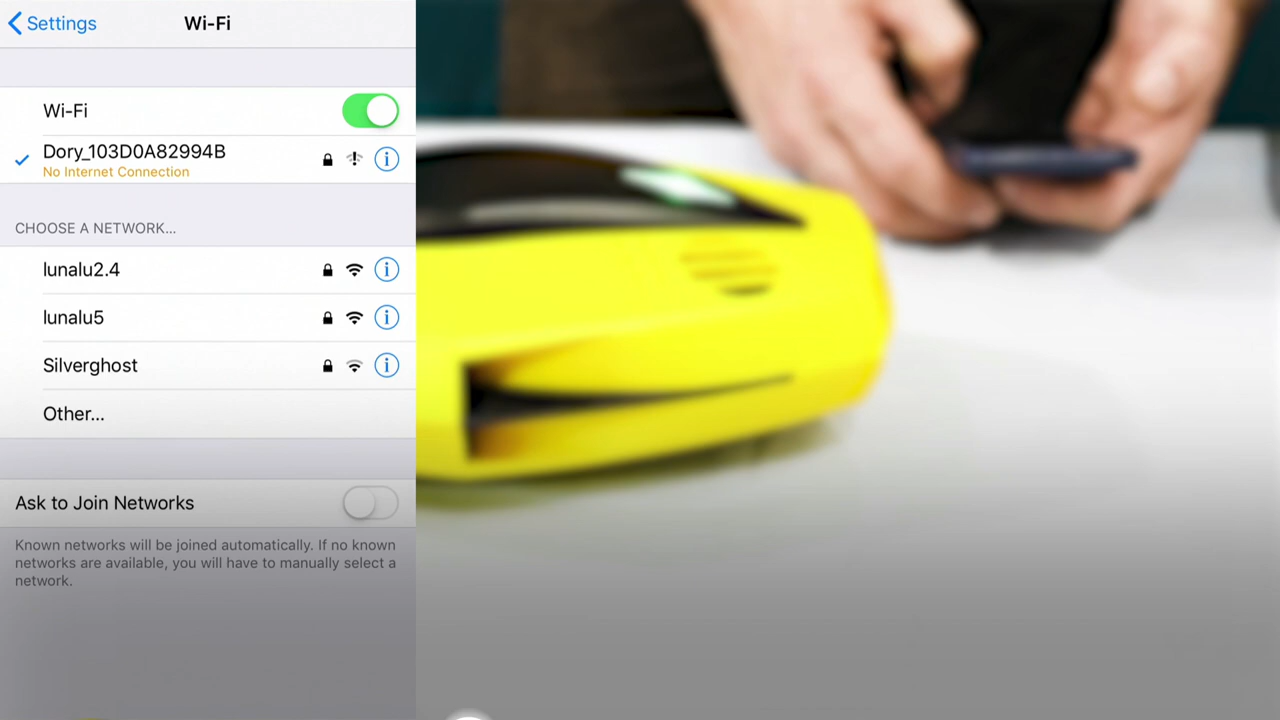 Settings
Wi-Fi
Wi-Fi
Dory_103D0A82994B
No Internet Connection
CHOOSE A NETWORK...
lunalu2.4
lunalu5
Silverghost
Other...
Ask to Join Networks
Known networks will be joined automatically. If no known
networks are available, you will have to manually select a
network.